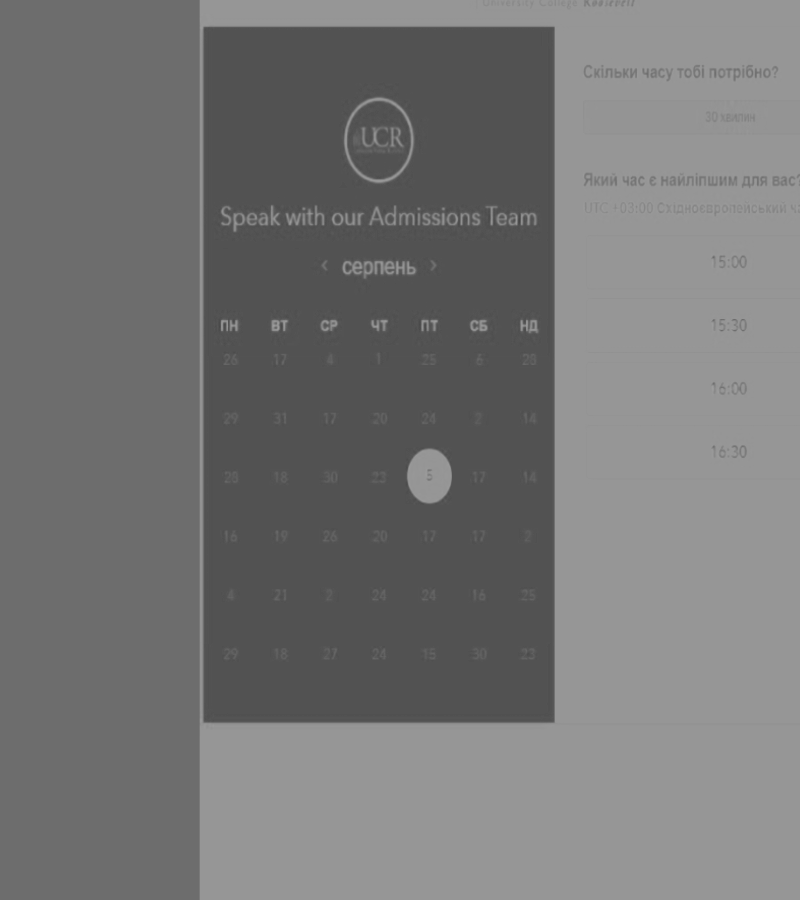 University College Roosevelt
UCR
Speak with our Admissions Team
‹ серпень ›
ПН ВТ СР ЧТ ПТ СБ НД
26 17 4 1 25 6 28
29 31 17 20 24 2 14
25 18 30 23 5 17 14
16 19 26 20 17 17 2
4 21 2 24 24 16 25
29 18 27 24 15 30 23
Скільки часу тобі потрібно?
30 хвилин
Який час є найліпшим для вас?
UTC +03:00 Східноєвропейський
15:00
15:30
16:00
16:30